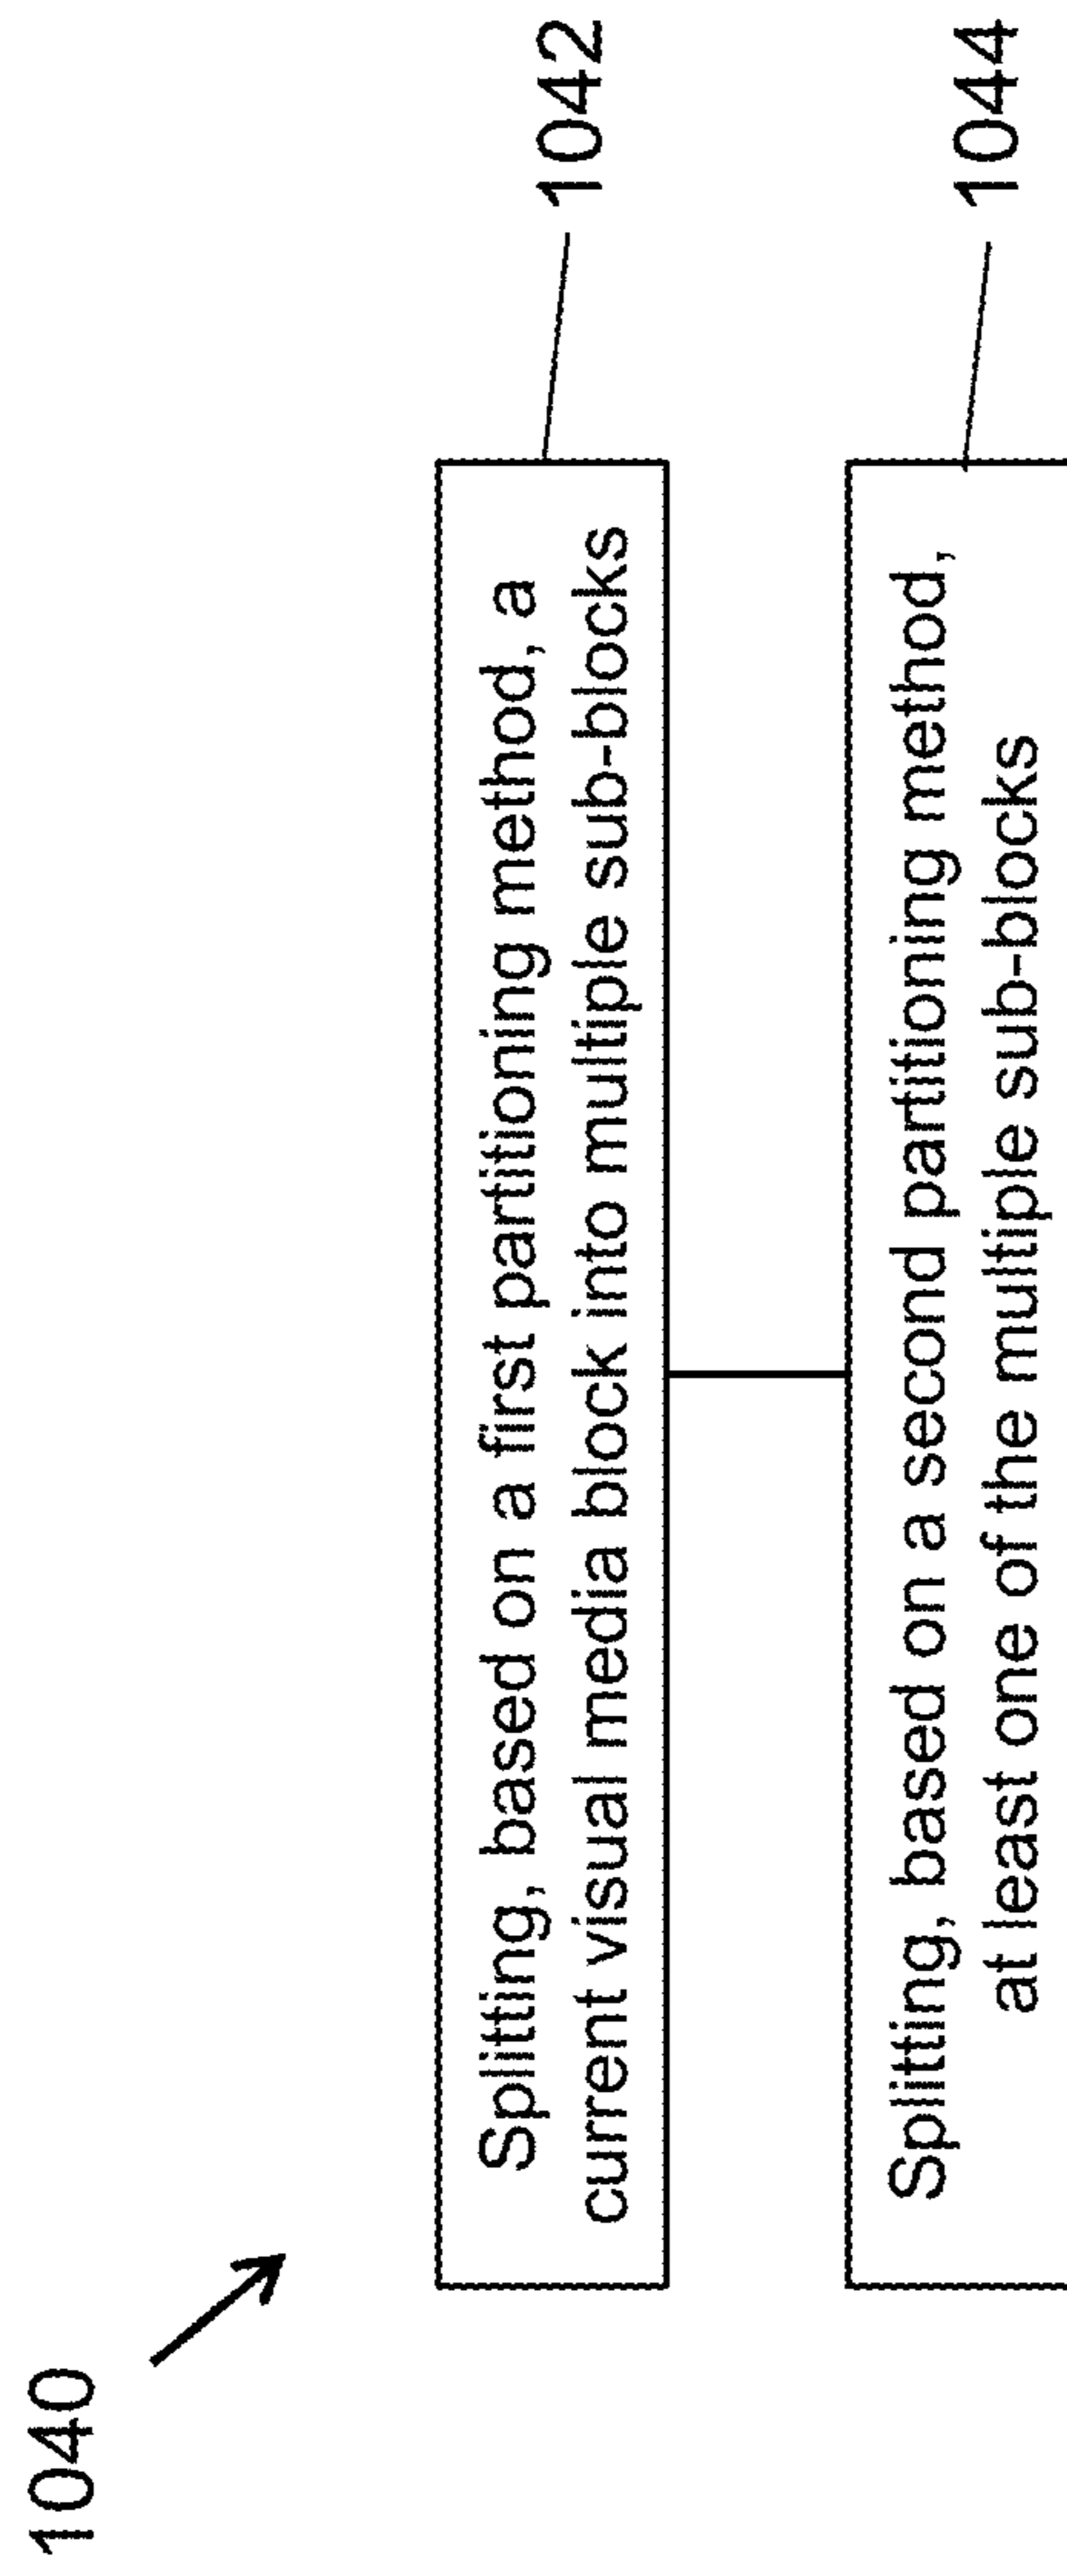 1040
Splitting, based on a first partitioning method, a
current visual media block into multiple sub-blocks
1042
Splitting, based on a second partitioning method,
at least one of the multiple sub-blocks
1044